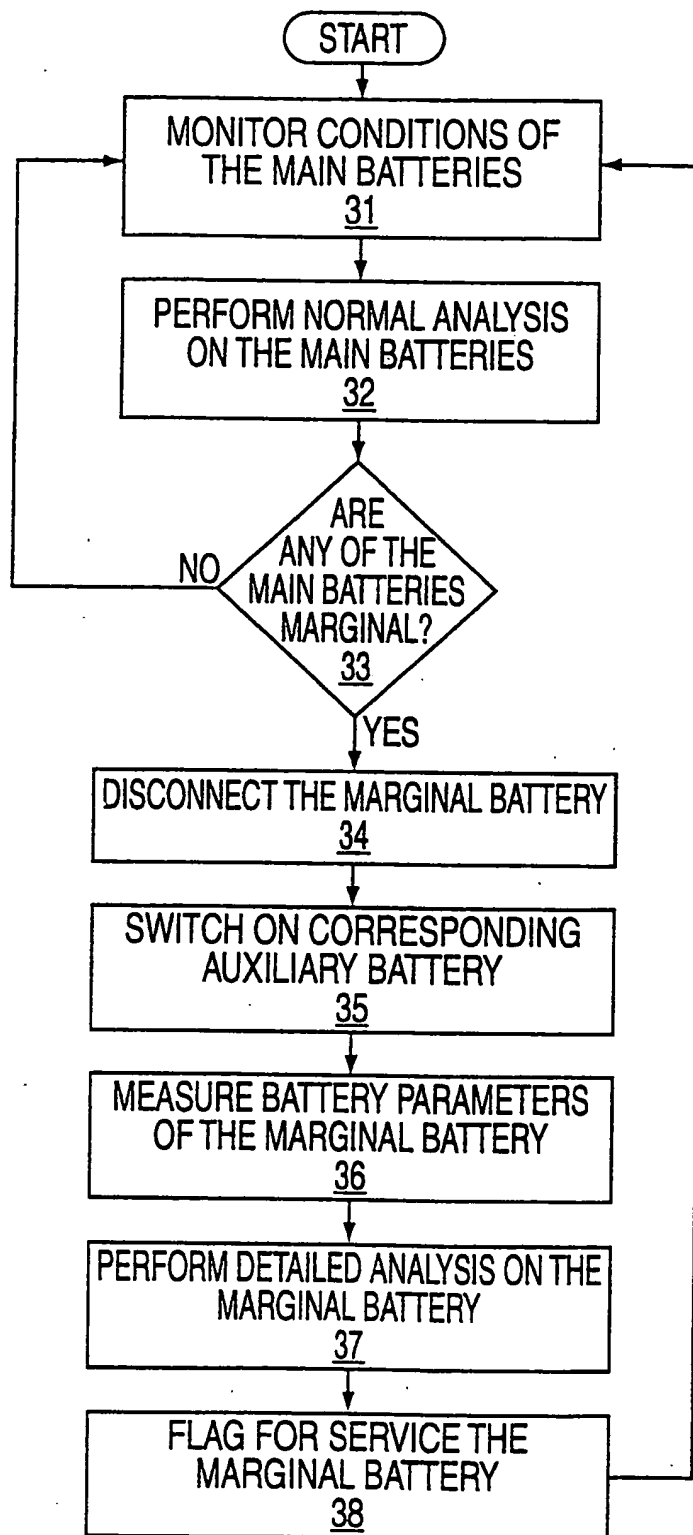 START
MONITOR CONDITIONS OF
THE MAIN BATTERIES
31
PERFORM NORMAL ANALYSIS
ON THE MAIN BATTERIES
32
ARE
ANY OF THE
MAIN BATTERIES
MARGINAL?
33
NO
YES
DISCONNECT THE MARGINAL BATTERY
34
SWITCH ON CORRESPONDING
AUXILIARY BATTERY
35
MEASURE BATTERY PARAMETERS
OF THE MARGINAL BATTERY
36
PERFORM DETAILED ANALYSIS ON THE
MARGINAL BATTERY
37
FLAG FOR SERVICE THE
MARGINAL BATTERY
38